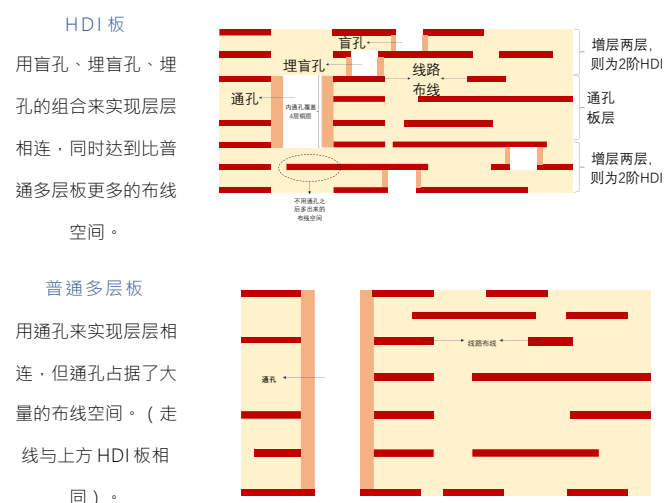 HDI 板
用盲孔、埋盲孔、埋
孔的组合来实现层层
相连，同时达到比普
通多层板更多的布线
空间。
盲孔
埋盲孔
线路
布线
通孔
内通孔覆盖
4层铜层
不用通孔之
后多出来的
布线空间
增层两层,
则为2阶HDI
通孔
板层
增层两层,
则为2阶HDI
普通多层板
用通孔来实现层层相
连，但通孔占据了大
量的布线空间。（走
线与上方 HDI 板相
同）。
通孔
线路布线